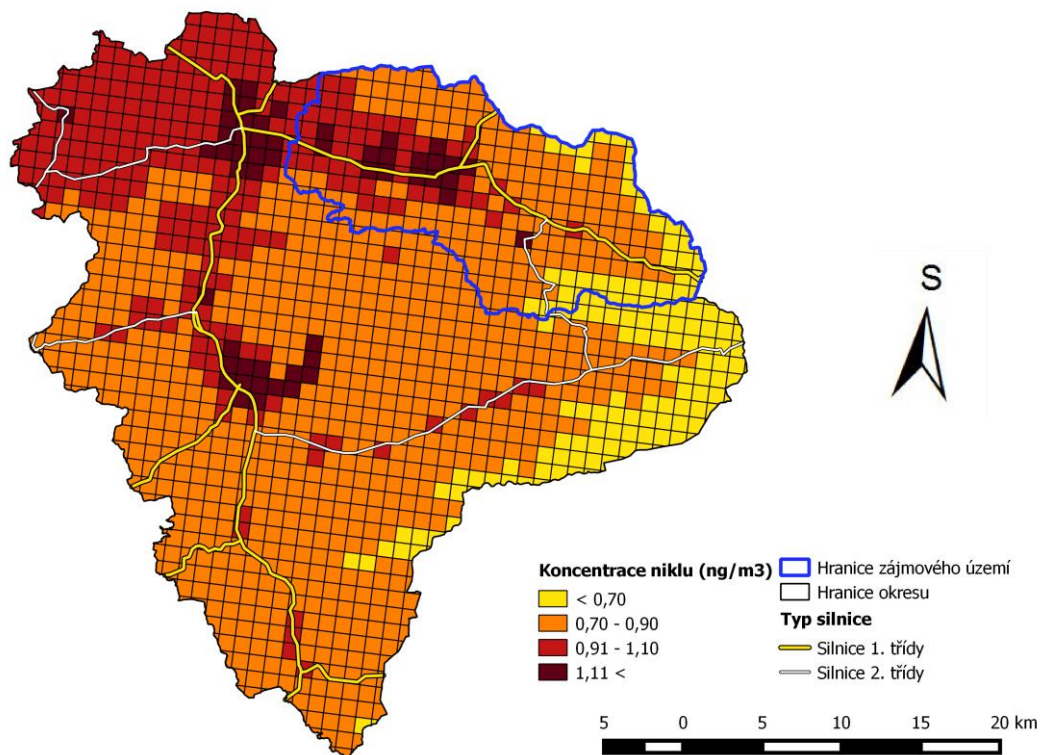 S
Koncentrace niklu (ng/m3)
< 0,70
0,70 - 0,90
0,91 - 1,10
1,11 <
Hranice zájmového území
Hranice okresu
Typ silnice
Silnice 1. třídy
Silnice 2. třídy
5 0 5 10 15 20 km